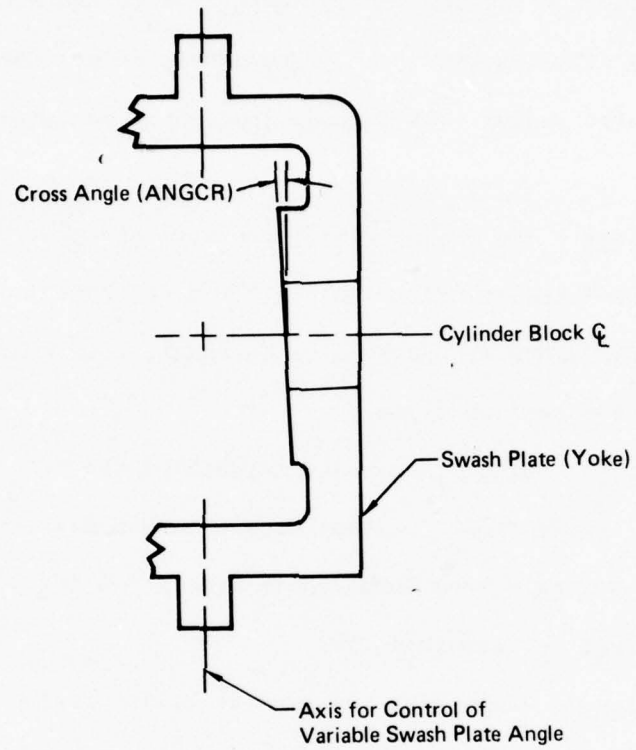 Cross Angle (ANGCR)
Cylinder Block ℄
Swash Plate (Yoke)
Axis for Control of
Variable Swash Plate Angle